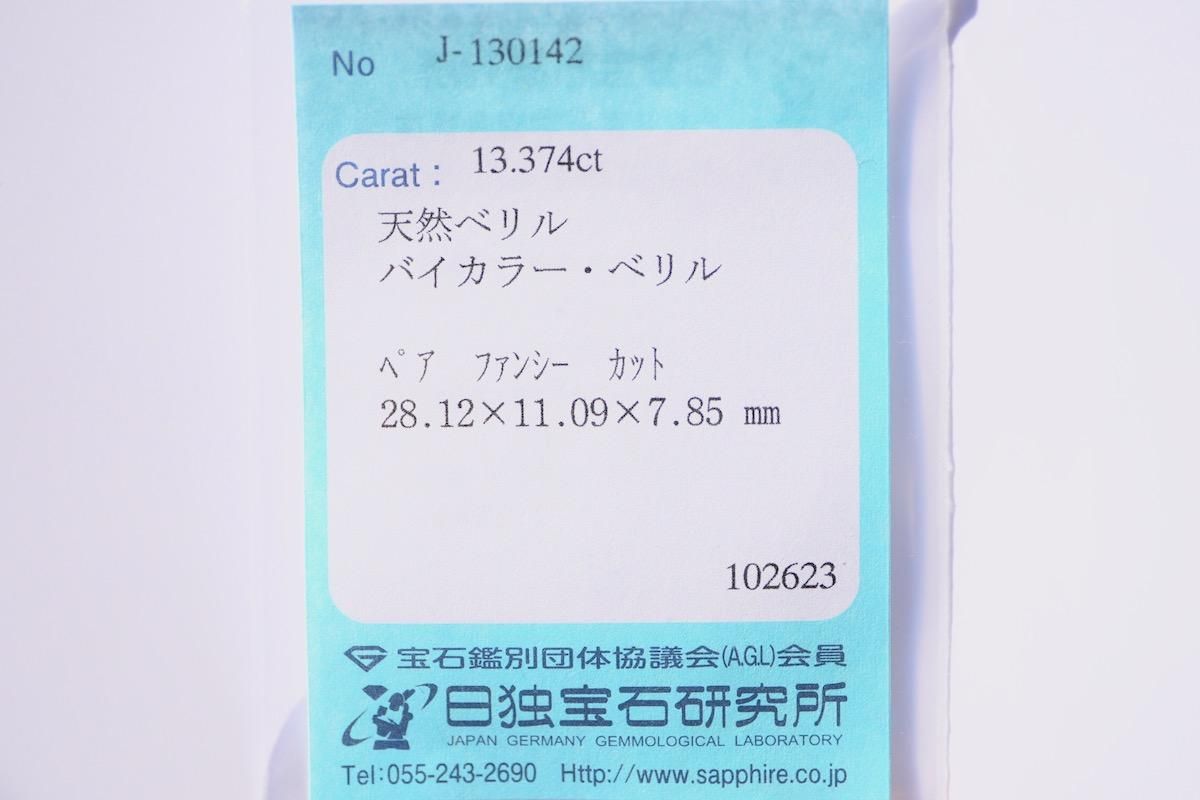 No J-130142
Carat : 13.374ct
天然ベリル
バイカラー・ベリル
ﾍﾟｱ ﾌｧﾝｼｰ ｶｯﾄ
28.12×11.09×7.85 ㎜
102623
宝石鑑別団体協議会(A.G.L)会員
日独宝石研究所
JAPAN GERMANY GEMMOLOGICAL LABORATORY
Tel:055-243-2690 Http://www.sapphire.co.jp